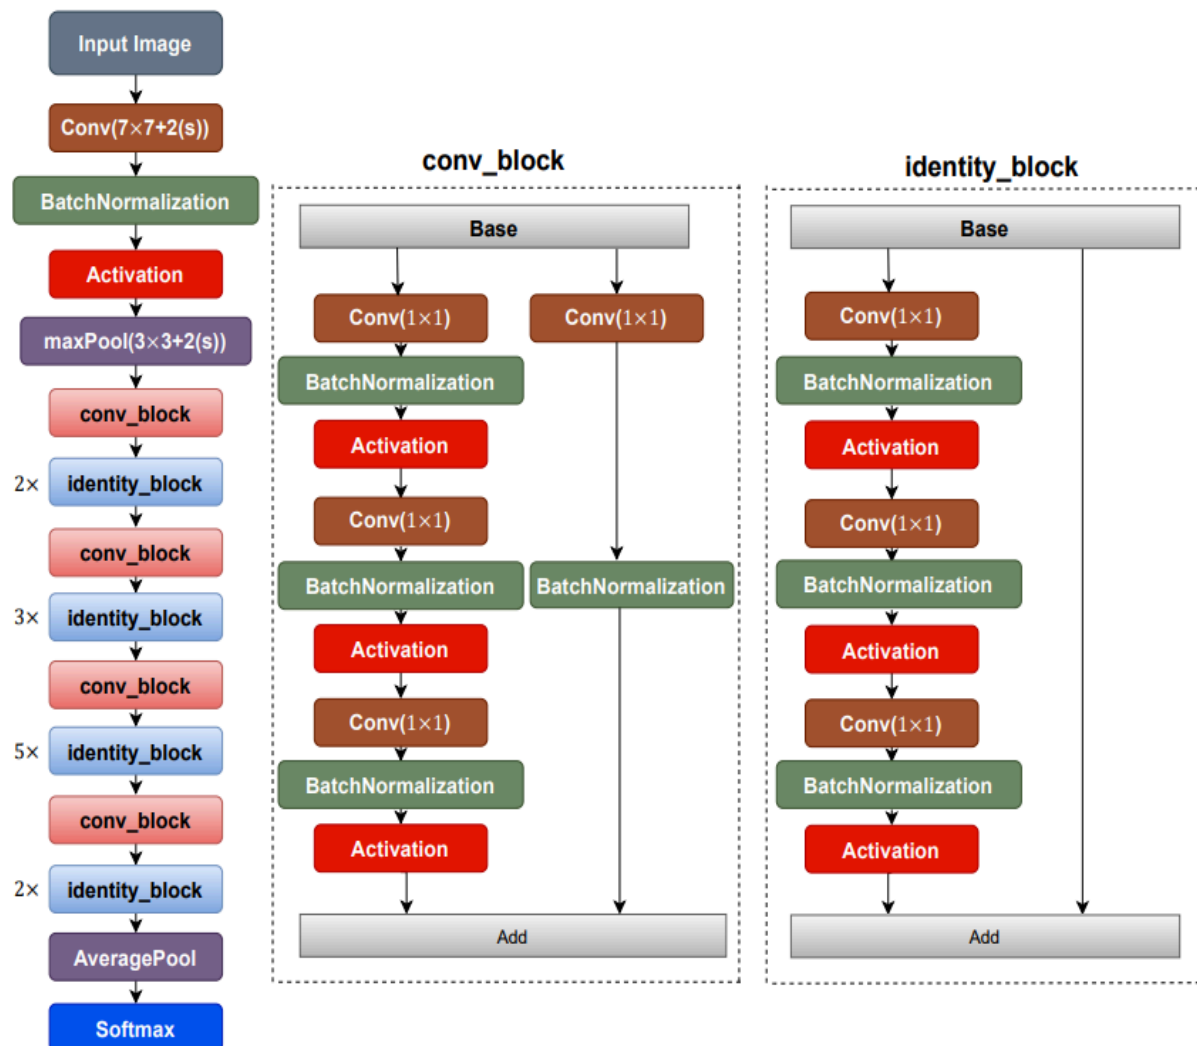 Input Image
Conv(7×7+2(s))
BatchNormalization
Activation
maxPool(3×3+2(s))
conv_block
2× identity_block
conv_block
3× identity_block
conv_block
5× identity_block
conv_block
2× identity_block
AveragePool
Softmax
conv_block
Base
Conv(1×1) Conv(1×1)
BatchNormalization
Activation
Conv(1×1)
BatchNormalization BatchNormalization
Activation
Conv(1×1)
BatchNormalization
Activation
Add
identity_block
Base
Conv(1×1)
BatchNormalization
Activation
Conv(1×1)
BatchNormalization
Activation
Conv(1×1)
BatchNormalization
Activation
Add